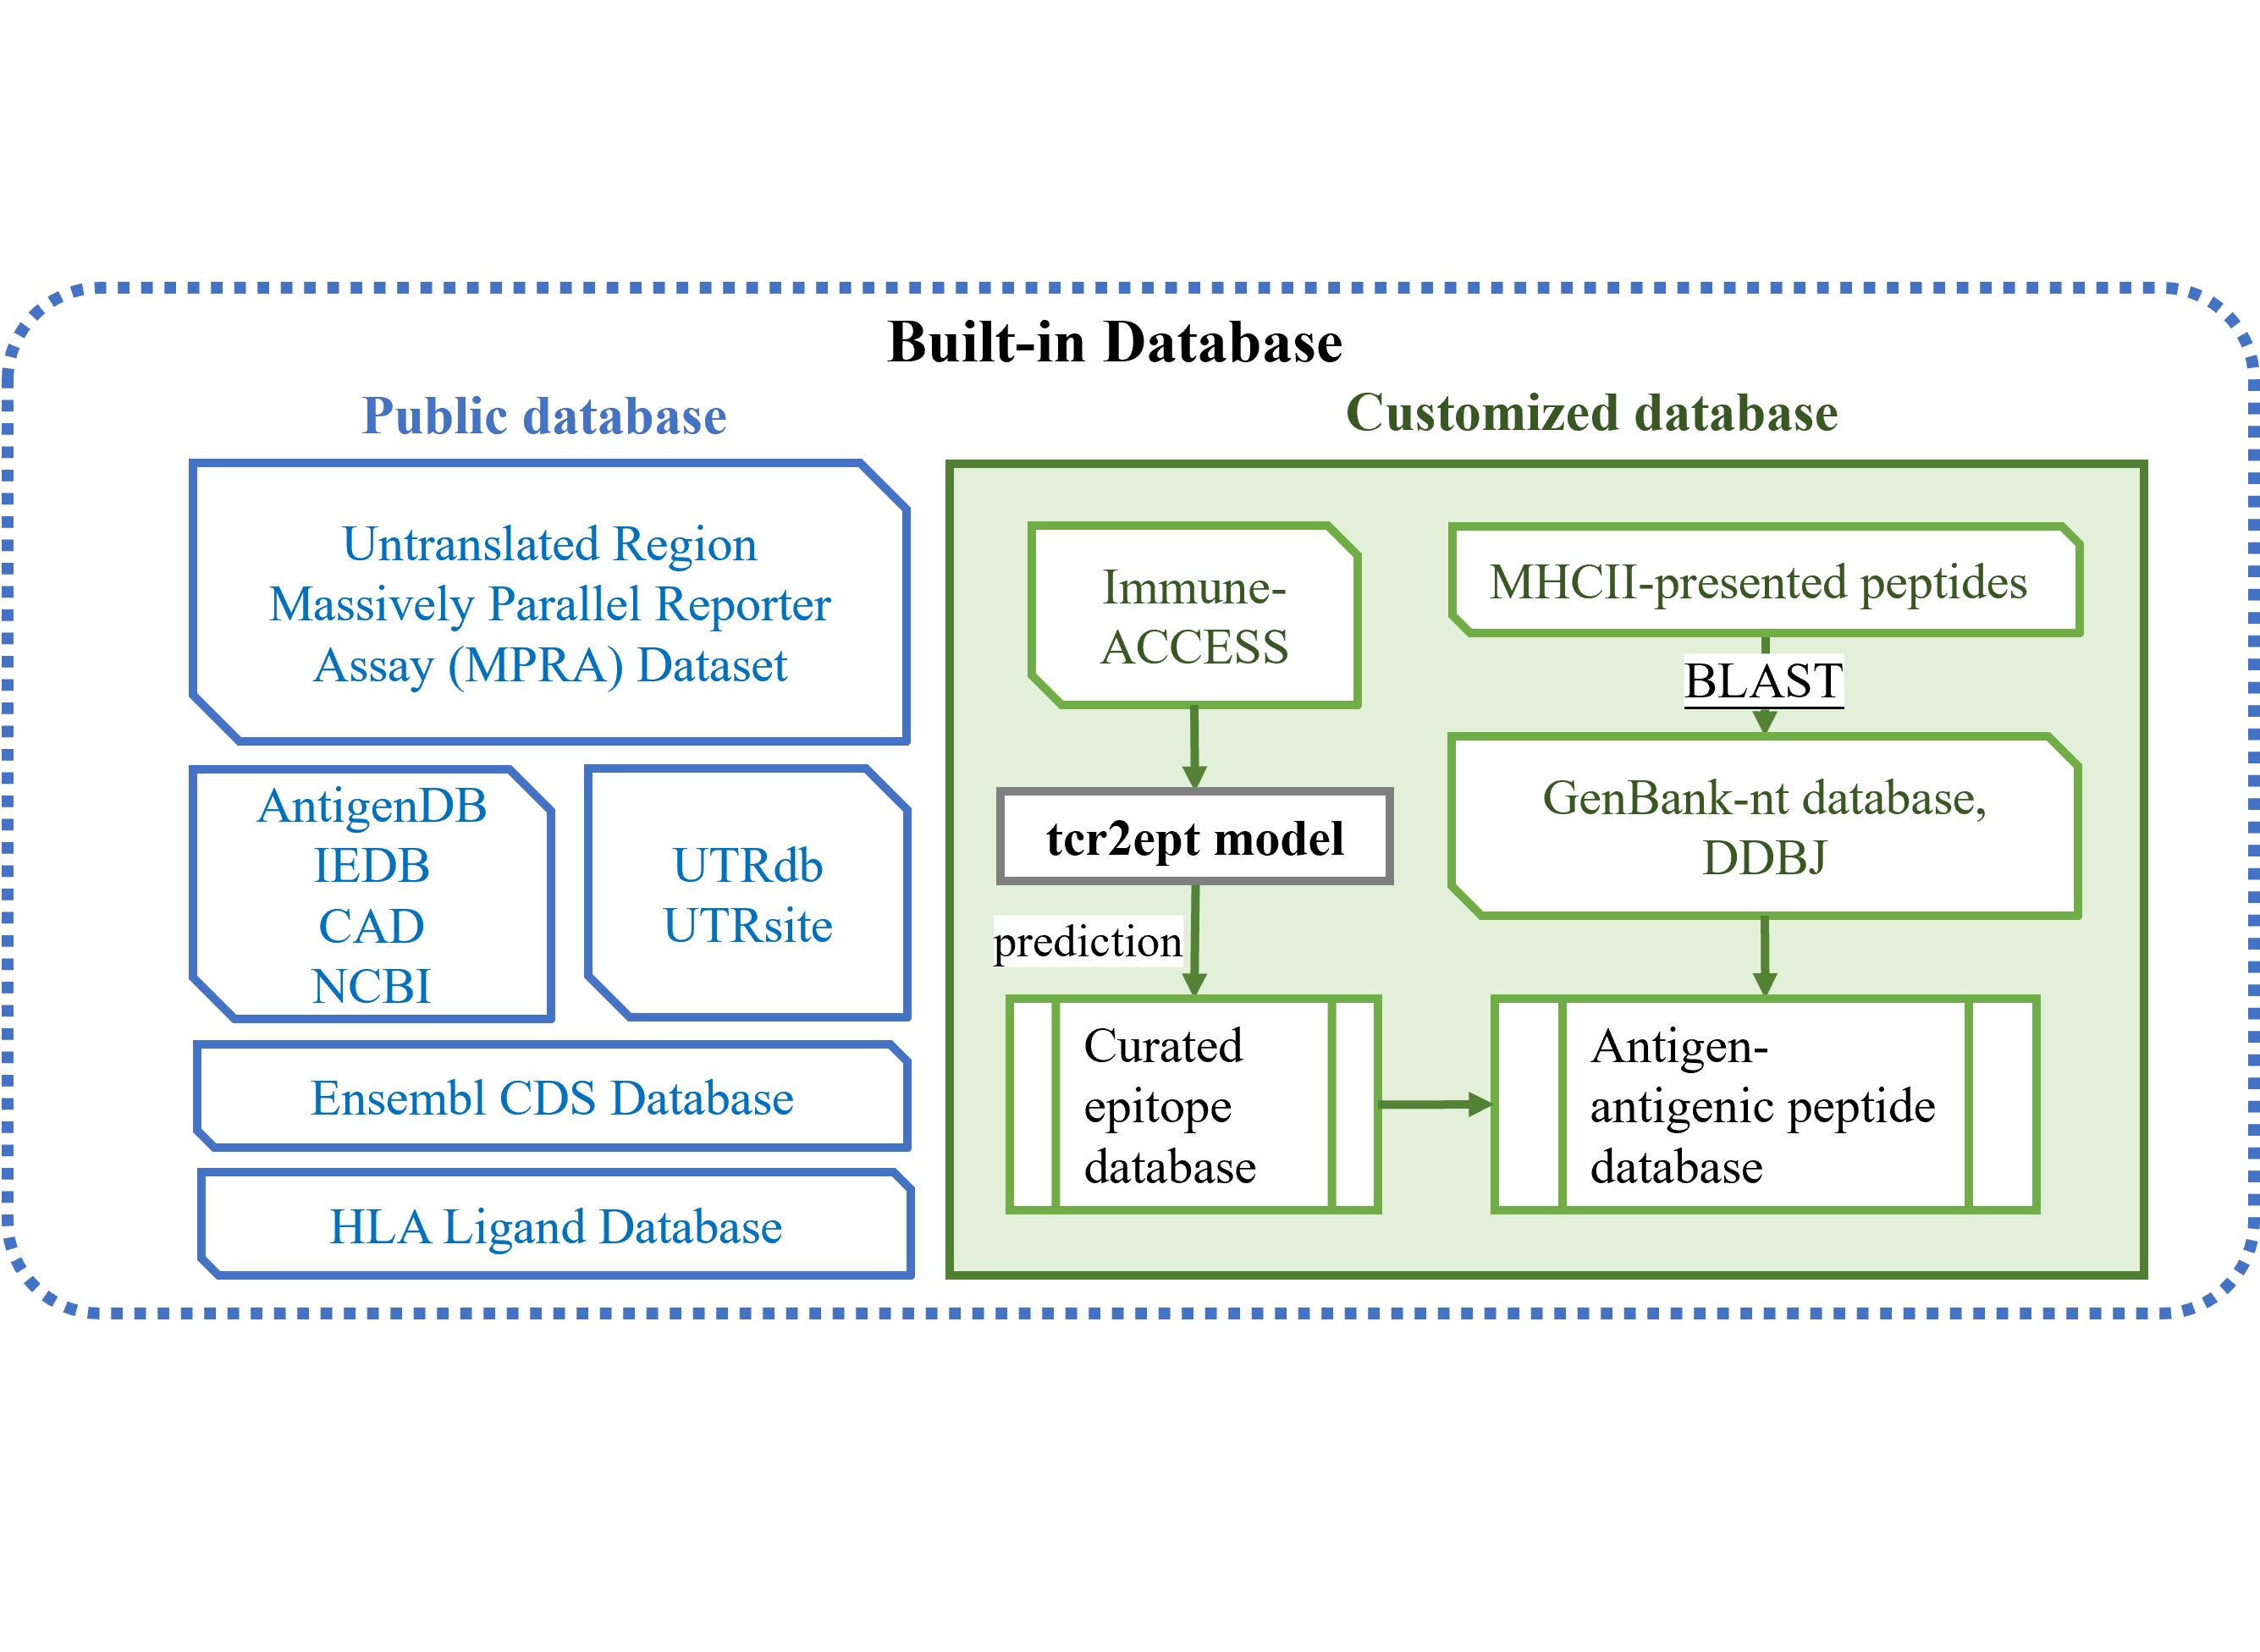 Built-in Database
Public database
Untranslated Region
Massively Parallel Reporter
Assay (MPRA) Dataset
AntigenDB
IEDB
CAD
NCBI
UTRdb
UTRsite
Ensembl CDS Database
HLA Ligand Database
Customized database
Immune-
ACCESS
tcr2ept model
prediction
Curated
epitope
database
MHCII-presented peptides
BLAST
GenBank-nt database,
DDBJ
Antigen-
antigenic peptide
database